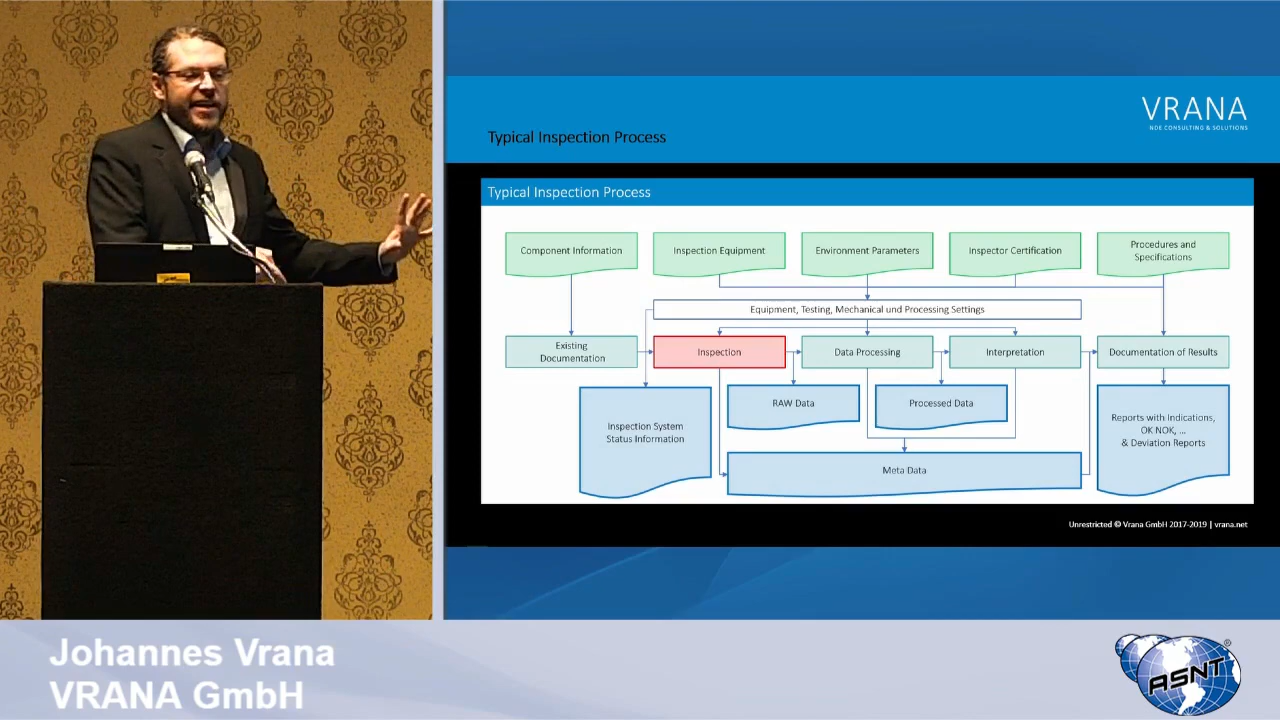 VRANA
NDE CONSULTING & SOLUTIONS
Typical Inspection Process
Typical Inspection Process
Component Information
Inspection Equipment
Environment Parameters
Inspector Certification
Procedures and
Specifications
Equipment, Testing, Mechanical und Processing Settings
Existing
Documentation
Inspection
Data Processing
Interpretation
Documentation of Results
Inspection System
Status Information
RAW Data
Processed Data
Reports with Indications,
OK NOK, ...
& Deviation Reports
Meta Data
Unrestricted © Vrana GmbH 2017-2019 | vrana.net
Johannes Vrana
VRANA GmbH
ASNT
®